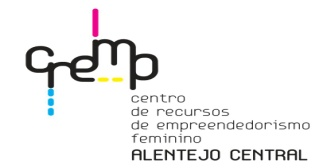 cremp
centro
de recursos
de empreendedorismo
feminino
ALENTEJO CENTRAL